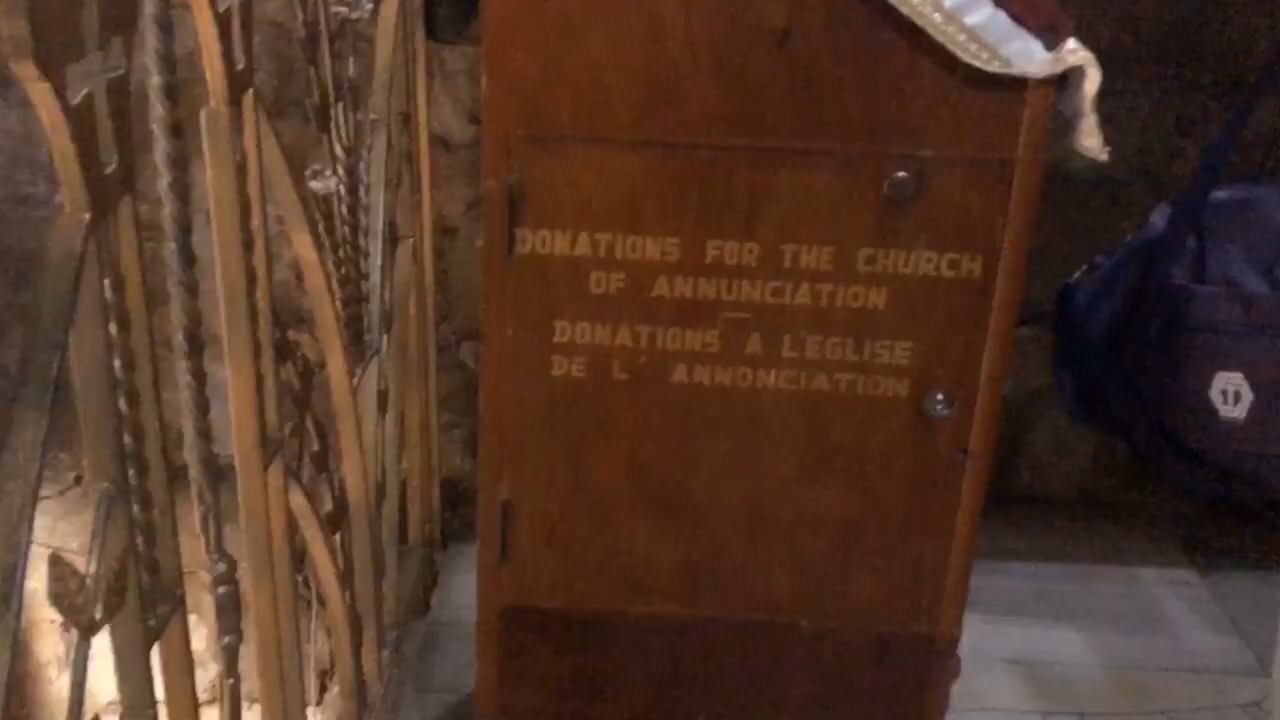 DONATIONS FOR THE CHURCH
OF ANNUNCIATION
DONATIONS A L'EGLISE
DE L' ANNONCIATION